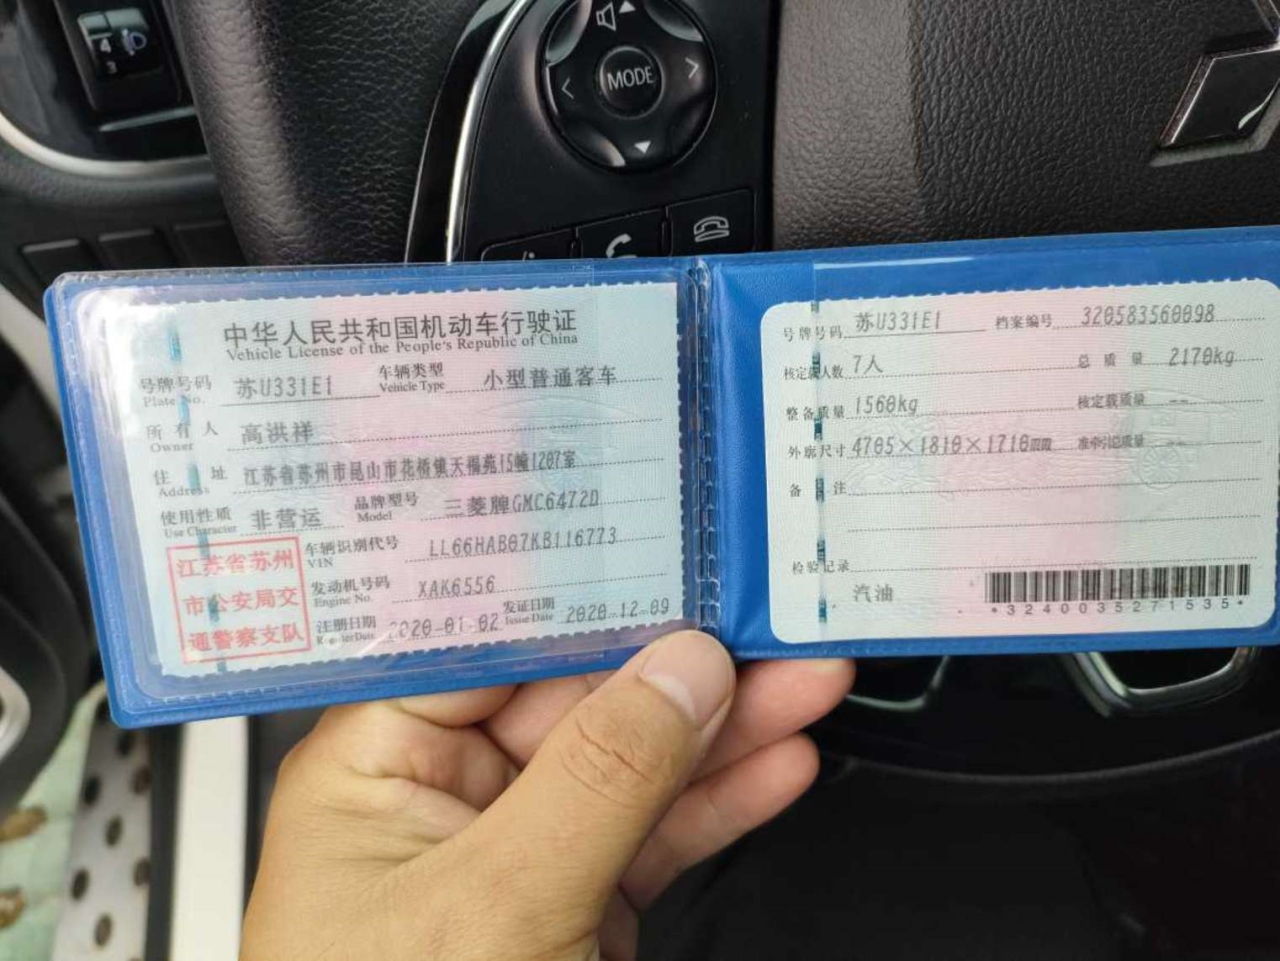 4
3
MODE
中华人民共和国机动车行驶证
Vehicle License of the People's Republic of China
号牌号码 苏U331E1 车辆类型 小型普通客车
Plate No. Vehicle Type
所有人 高洪祥
Owner
住址 江苏省苏州市昆山市花桥镇天福苑15幢1207室
Address
使用性质 非营运 品牌型号 三菱牌GMC6472D
Use Character Model
江苏省苏州
市公安局交
通警察支队
车辆识别代号 LL66HAB07KB116773
VIN
发动机号码 XAK6556
Engine No.
注册日期 2020-01-02 发证日期 2020-12-09
Register Date Issue Date
号牌号码 苏U331E1 档案编号 320583560098
核定载人数 7人 总质量 2170kg
整备质量 1560kg 核定载质量 --
外廓尺寸 4705×1810×1710mm 准牵引总质量 --
备注
检验记录
汽油
*3240035271535*